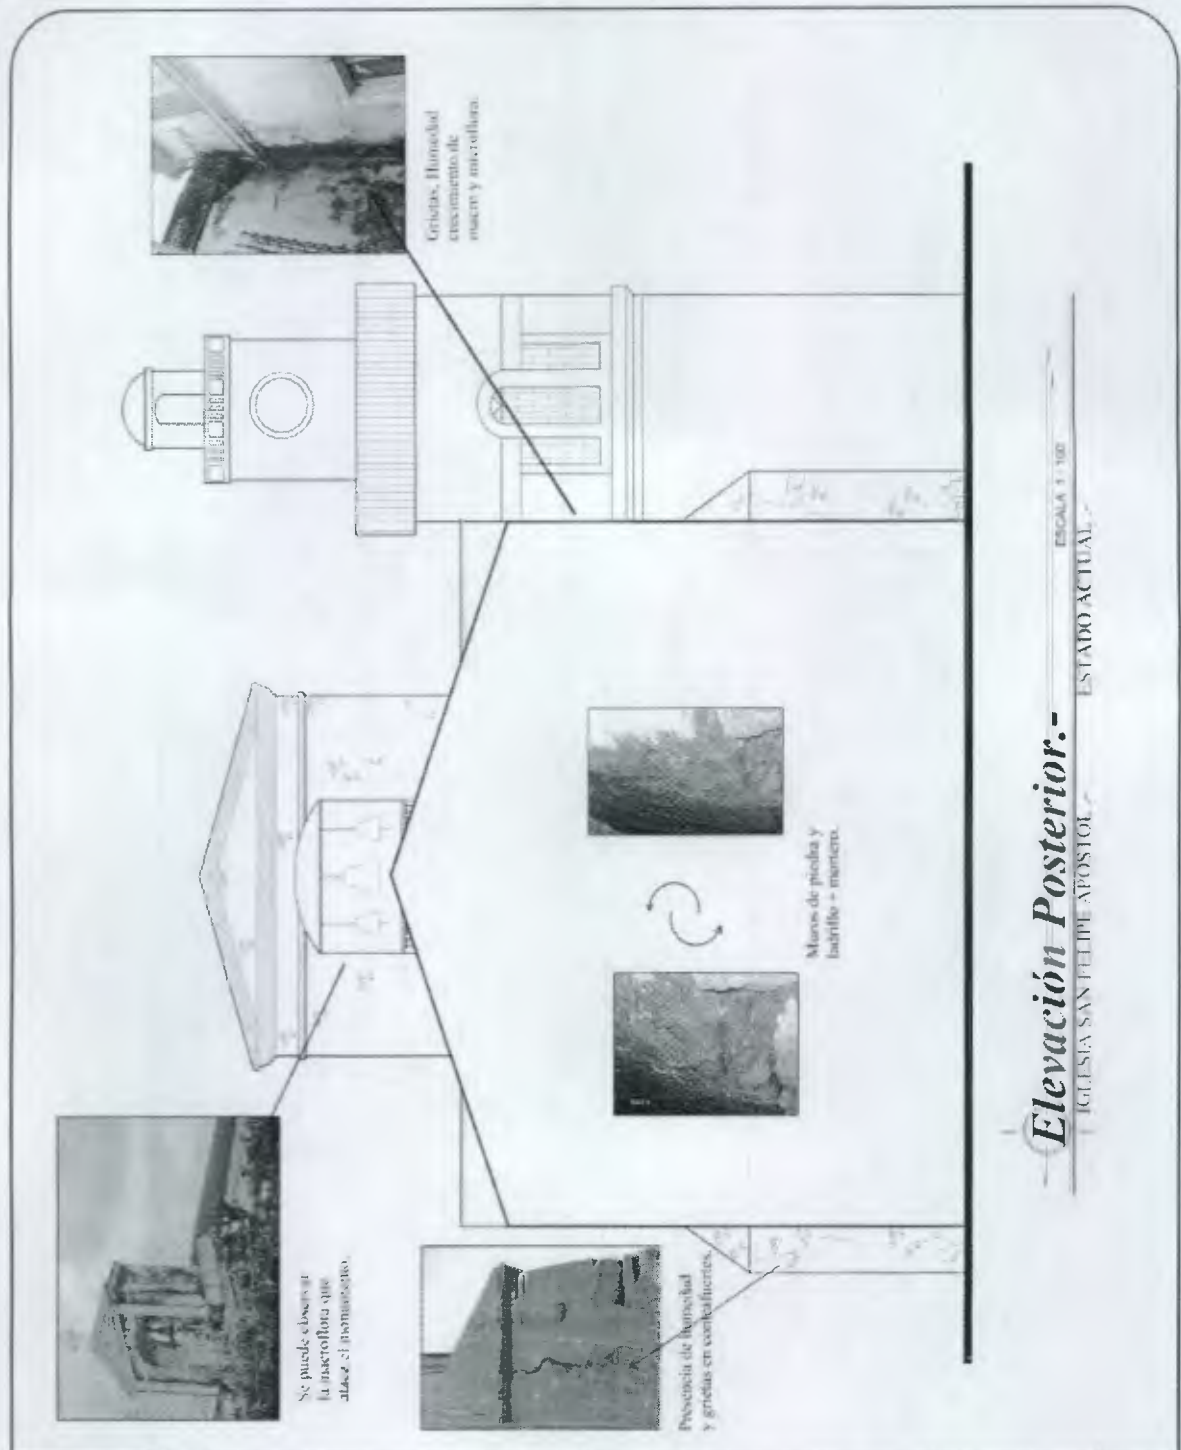 Se puede observar
la macroflora que
ataca el monumento.
Presencia de humedad
y grietas en contrafuertes.
Muros de piedra y
ladrillo + mortero.
Grietas, Humedad
crecimiento de
macro y microflora.
Elevación Posterior.-
ESCALA 1 : 100
IGLESIA SAN FELIPE APOSTOL.-
ESTADO ACTUAL.-